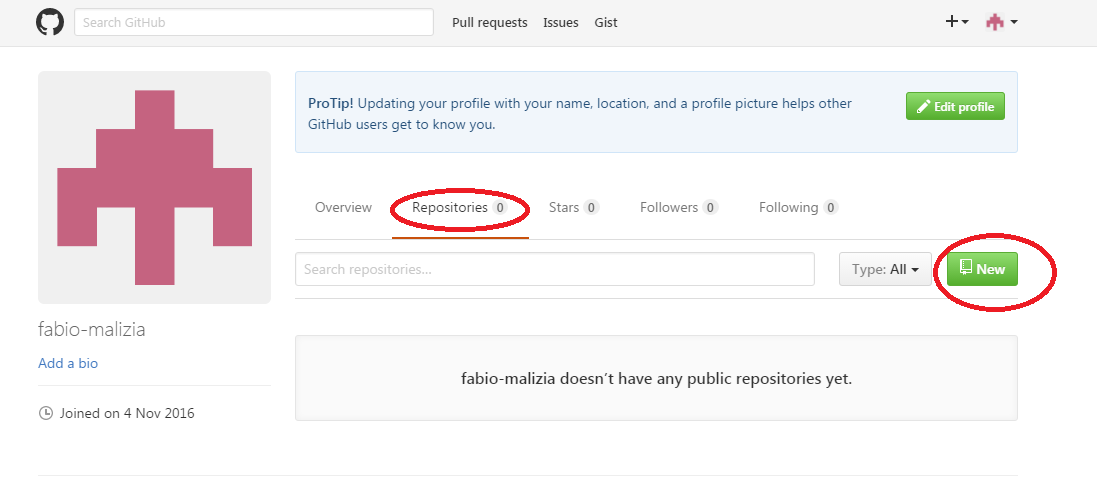 Search GitHub
Pull requests Issues Gist
ProTip! Updating your profile with your name, location, and a profile picture helps other
GitHub users get to know you.
Edit profile
Overview Repositories 0 Stars 0 Followers 0 Following 0
Search repositories...
Type: All
New
fabio-malizia
Add a bio
Joined on 4 Nov 2016
fabio-malizia doesn’t have any public repositories yet.